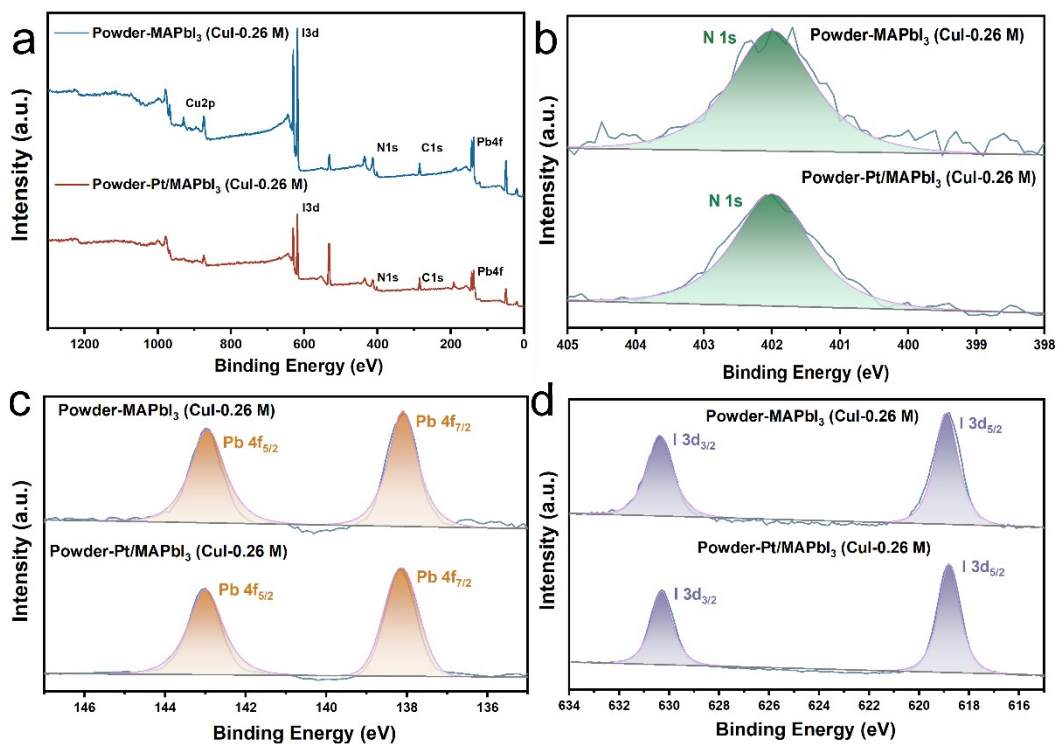 a
Powder-MAPbI3 (CuI-0.26 M)
I3d
Cu2p
N1s
C1s
Pb4f
Powder-Pt/MAPbI3 (CuI-0.26 M)
I3d
N1s
C1s
Pb4f
Intensity (a.u.)
1200 1000 800 600 400 200 0
Binding Energy (eV)
b
N 1s
Powder-MAPbI3 (CuI-0.26 M)
Powder-Pt/MAPbI3 (CuI-0.26 M)
N 1s
Intensity (a.u.)
405 404 403 402 401 400 399 398
Binding Energy (eV)
c
Powder-MAPbI3 (CuI-0.26 M)
Pb 4f5/2
Pb 4f7/2
Powder-Pt/MAPbI3 (CuI-0.26 M)
Pb 4f5/2
Pb 4f7/2
Intensity (a.u.)
146 144 142 140 138 136
Binding Energy (eV)
d
Powder-MAPbI3 (CuI-0.26 M)
I 3d3/2
I 3d5/2
Powder-Pt/MAPbI3 (CuI-0.26 M)
I 3d3/2
I 3d5/2
Intensity (a.u.)
634 632 630 628 626 624 622 620 618 616
Binding Energy (eV)